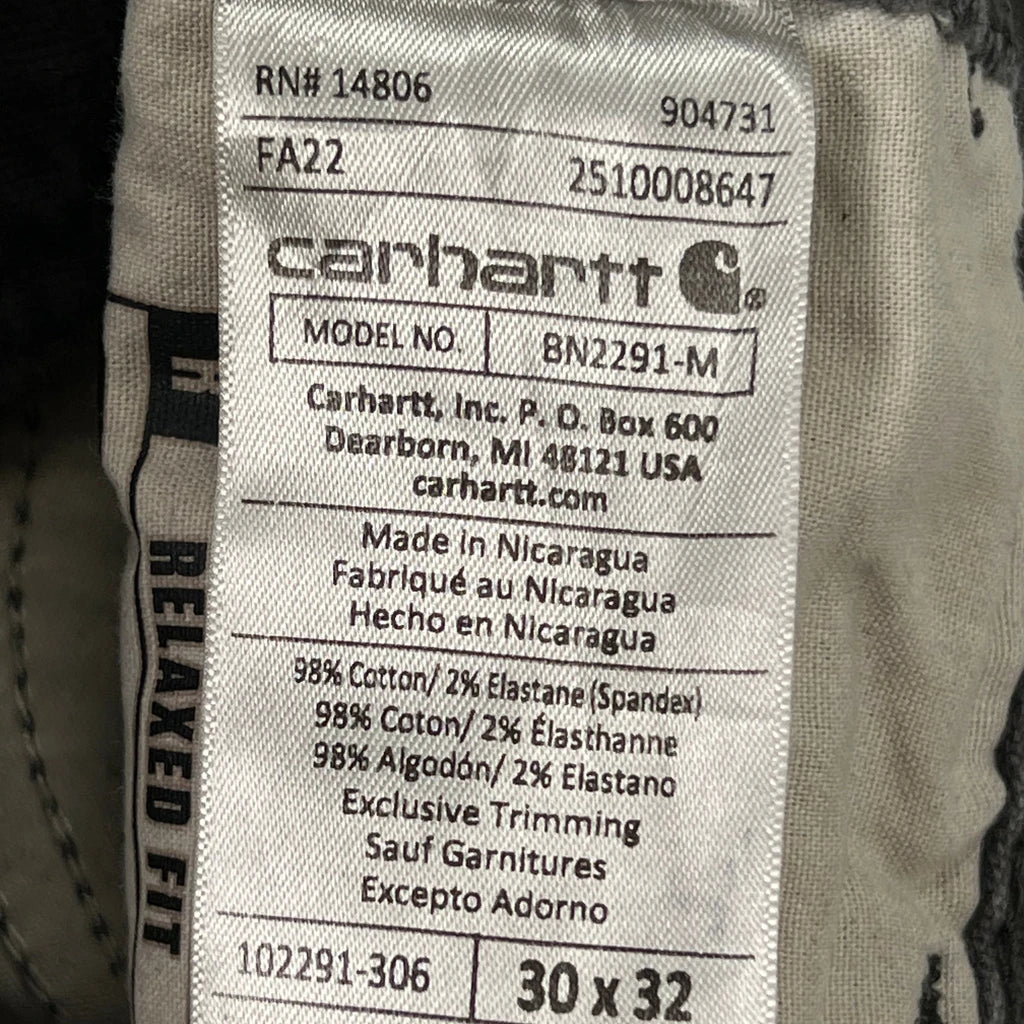 RN# 14806 904731
FA22 2510008647
carhartt ®
MODEL NO. BN2291-M
Carhartt, Inc. P. O. Box 600
Dearborn, MI 48121 USA
carhartt.com
Made in Nicaragua
Fabriqué au Nicaragua
Hecho en Nicaragua
98% Cotton/ 2% Elastane (Spandex)
98% Coton/ 2% Élasthanne
98% Algodón/ 2% Elastano
Exclusive Trimming
Sauf Garnitures
Excepto Adorno
102291-306 30 x 32
RELAXED FIT